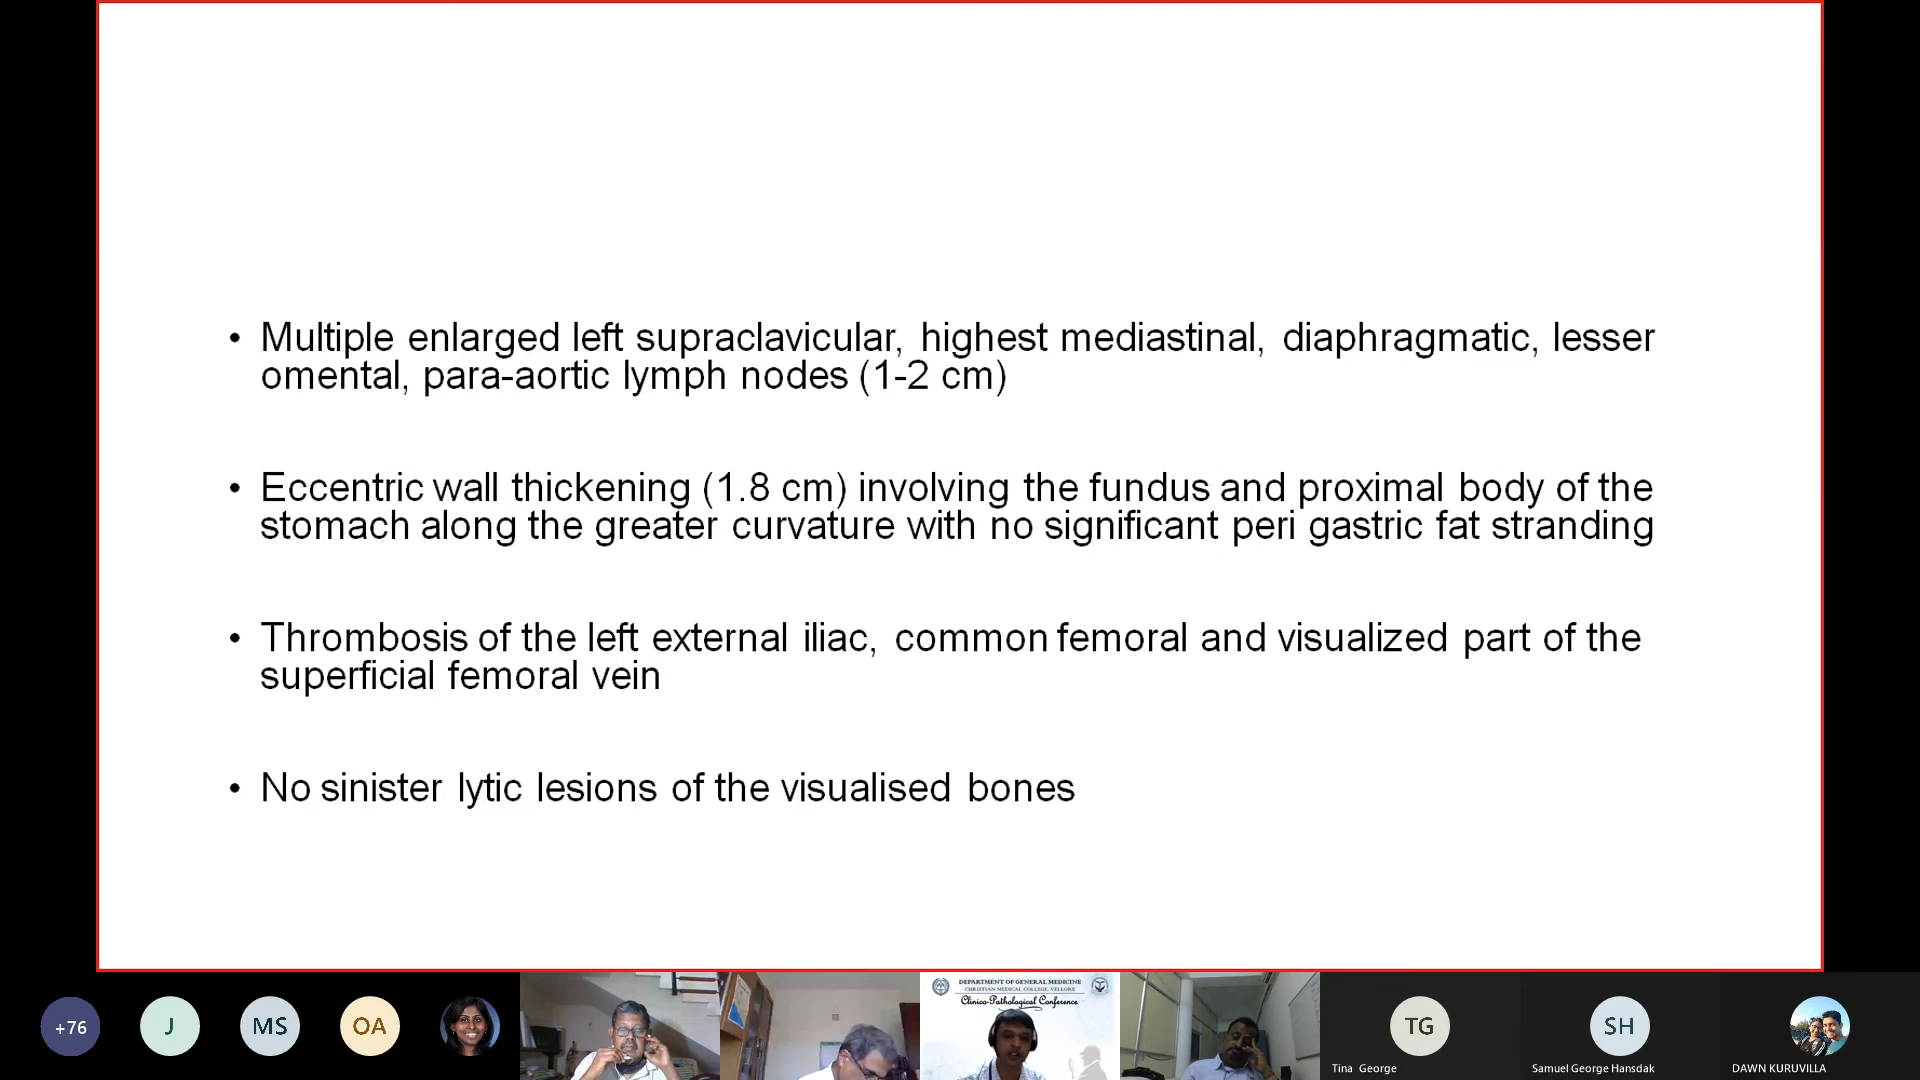 • Multiple enlarged left supraclavicular, highest mediastinal, diaphragmatic, lesser
omental, para-aortic lymph nodes (1-2 cm)
• Eccentric wall thickening (1.8 cm) involving the fundus and proximal body of the
stomach along the greater curvature with no significant peri gastric fat stranding
• Thrombosis of the left external iliac, common femoral and visualized part of the
superficial femoral vein
• No sinister lytic lesions of the visualised bones
DEPARTMENT OF GENERAL MEDICINE
CHRISTIAN MEDICAL COLLEGE, VELLORE
Clinico-Pathological Conference
+76
J
MS
OA
TG
SH
Tina George
Samuel George Hansdak
DAWN KURUVILLA